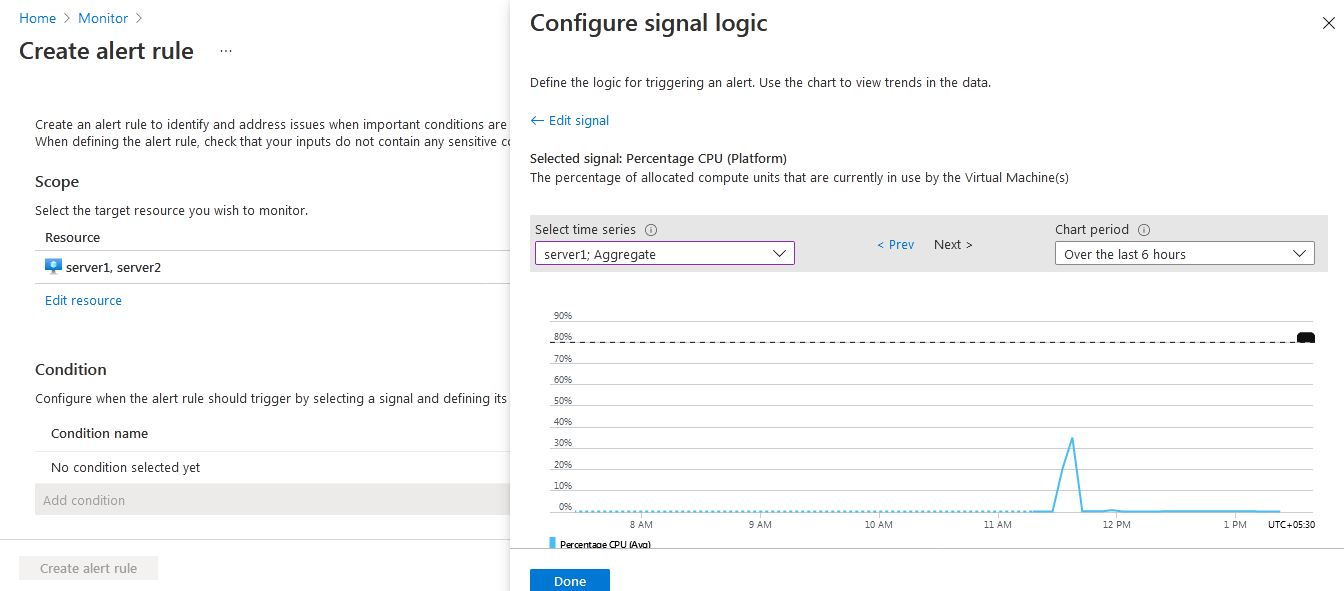 Home > Monitor >
Create alert rule ...
Create an alert rule to identify and address issues when important conditions are
When defining the alert rule, check that your inputs do not contain any sensitive co
Scope
Select the target resource you wish to monitor.
Resource
server1, server2
Edit resource
Condition
Configure when the alert rule should trigger by selecting a signal and defining its
Condition name
No condition selected yet
Add condition
Create alert rule
Configure signal logic
Define the logic for triggering an alert. Use the chart to view trends in the data.
← Edit signal
Selected signal: Percentage CPU (Platform)
The percentage of allocated compute units that are currently in use by the Virtual Machine(s)
Select time series
server1; Aggregate
< Prev Next >
Chart period
Over the last 6 hours
90%
80%
70%
60%
50%
40%
30%
20%
10%
0%
8 AM 9 AM 10 AM 11 AM 12 PM 1 PM UTC+05:30
Percentage CPU (Avg)
Done